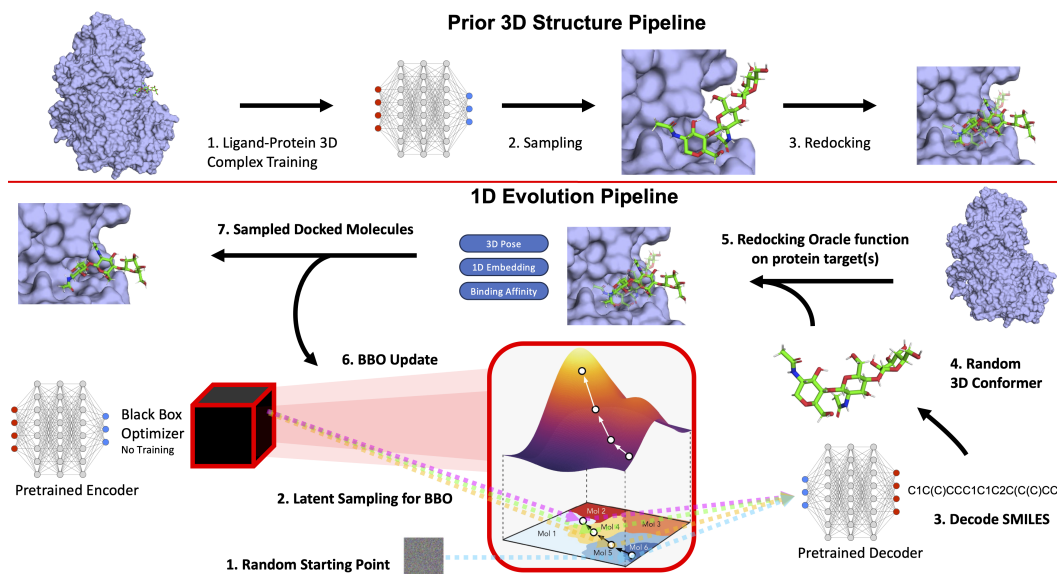 Prior 3D Structure Pipeline
1. Ligand-Protein 3D
Complex Training
2. Sampling
3. Redocking
1D Evolution Pipeline
7. Sampled Docked Molecules
3D Pose
1D Embedding
Binding Affinity
5. Redocking Oracle function
on protein target(s)
6. BBO Update
4. Random
3D Conformer
Black Box
Optimizer
No Training
Pretrained Encoder
2. Latent Sampling for BBO
Mol 1
Mol 2
Mol 3
Mol 4
Mol 5
Mol 6
C1C(C)CCC1C1C2C(C(C)CC
3. Decode SMILES
Pretrained Decoder
1. Random Starting Point